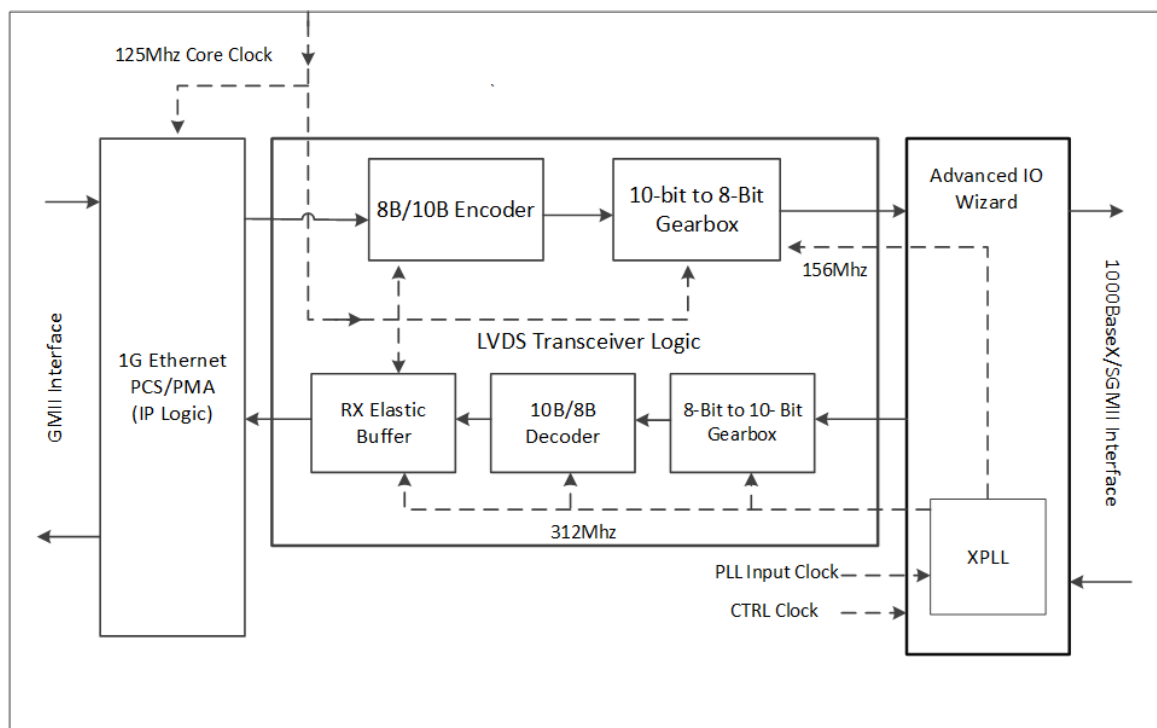 125Mhz Core Clock
8B/10B Encoder
10-bit to 8-Bit
Gearbox
Advanced IO
Wizard
156Mhz
GMII Interface
1G Ethernet
PCS/PMA
(IP Logic)
LVDS Transceiver Logic
1000BaseX/SGMII Interface
RX Elastic
Buffer
10B/8B
Decoder
8-Bit to 10- Bit
Gearbox
312Mhz
XPLL
PLL Input Clock
CTRL Clock